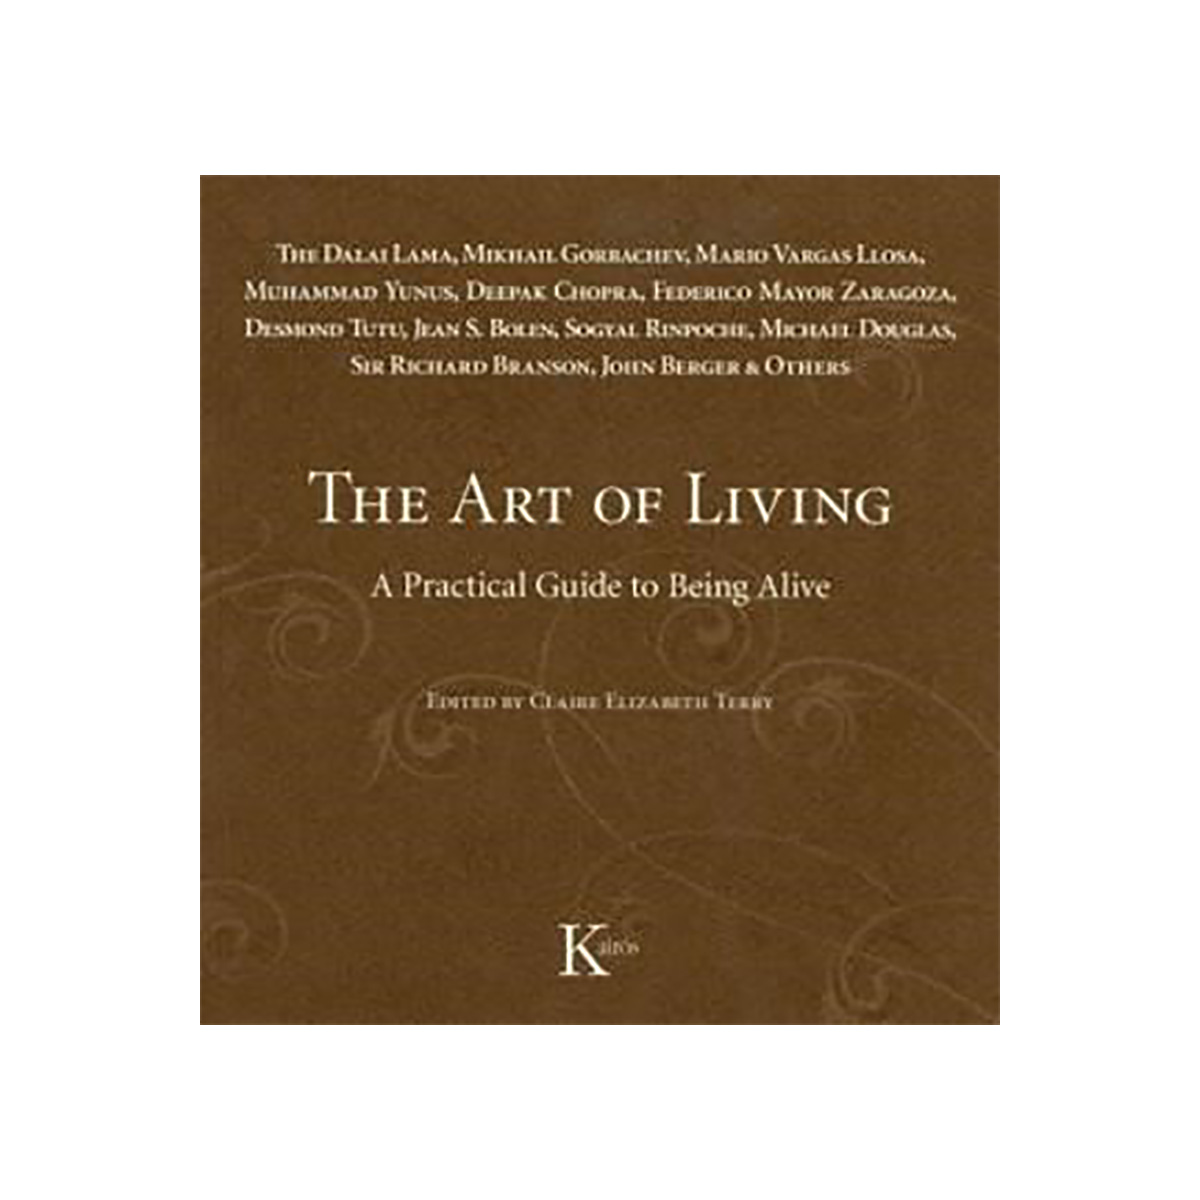 The Dalai Lama, Mikhail Gorbachev, Mario Vargas Llosa,
Muhammad Yunus, Deepak Chopra, Federico Mayor Zaragoza,
Desmond Tutu, Jean S. Bolen, Sogyal Rinpoche, Michael Douglas,
Sir Richard Branson, John Berger & Others
The Art of Living
A Practical Guide to Being Alive
Edited by Claire Elizabeth Terry
Kairós